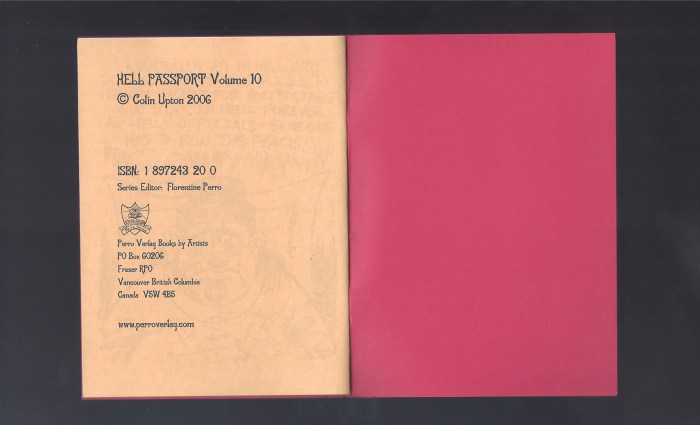 HELL PASSPORT Volume 10
© Colin Upton 2006
ISBN: 1 897243 20 0
Series Editor: Florentine Perro
Perro Verlag Books by Artists
PO Box 60206
Fraser RPO
Vancouver British Columbia
Canada V5W 4B5
www.perroverlag.com